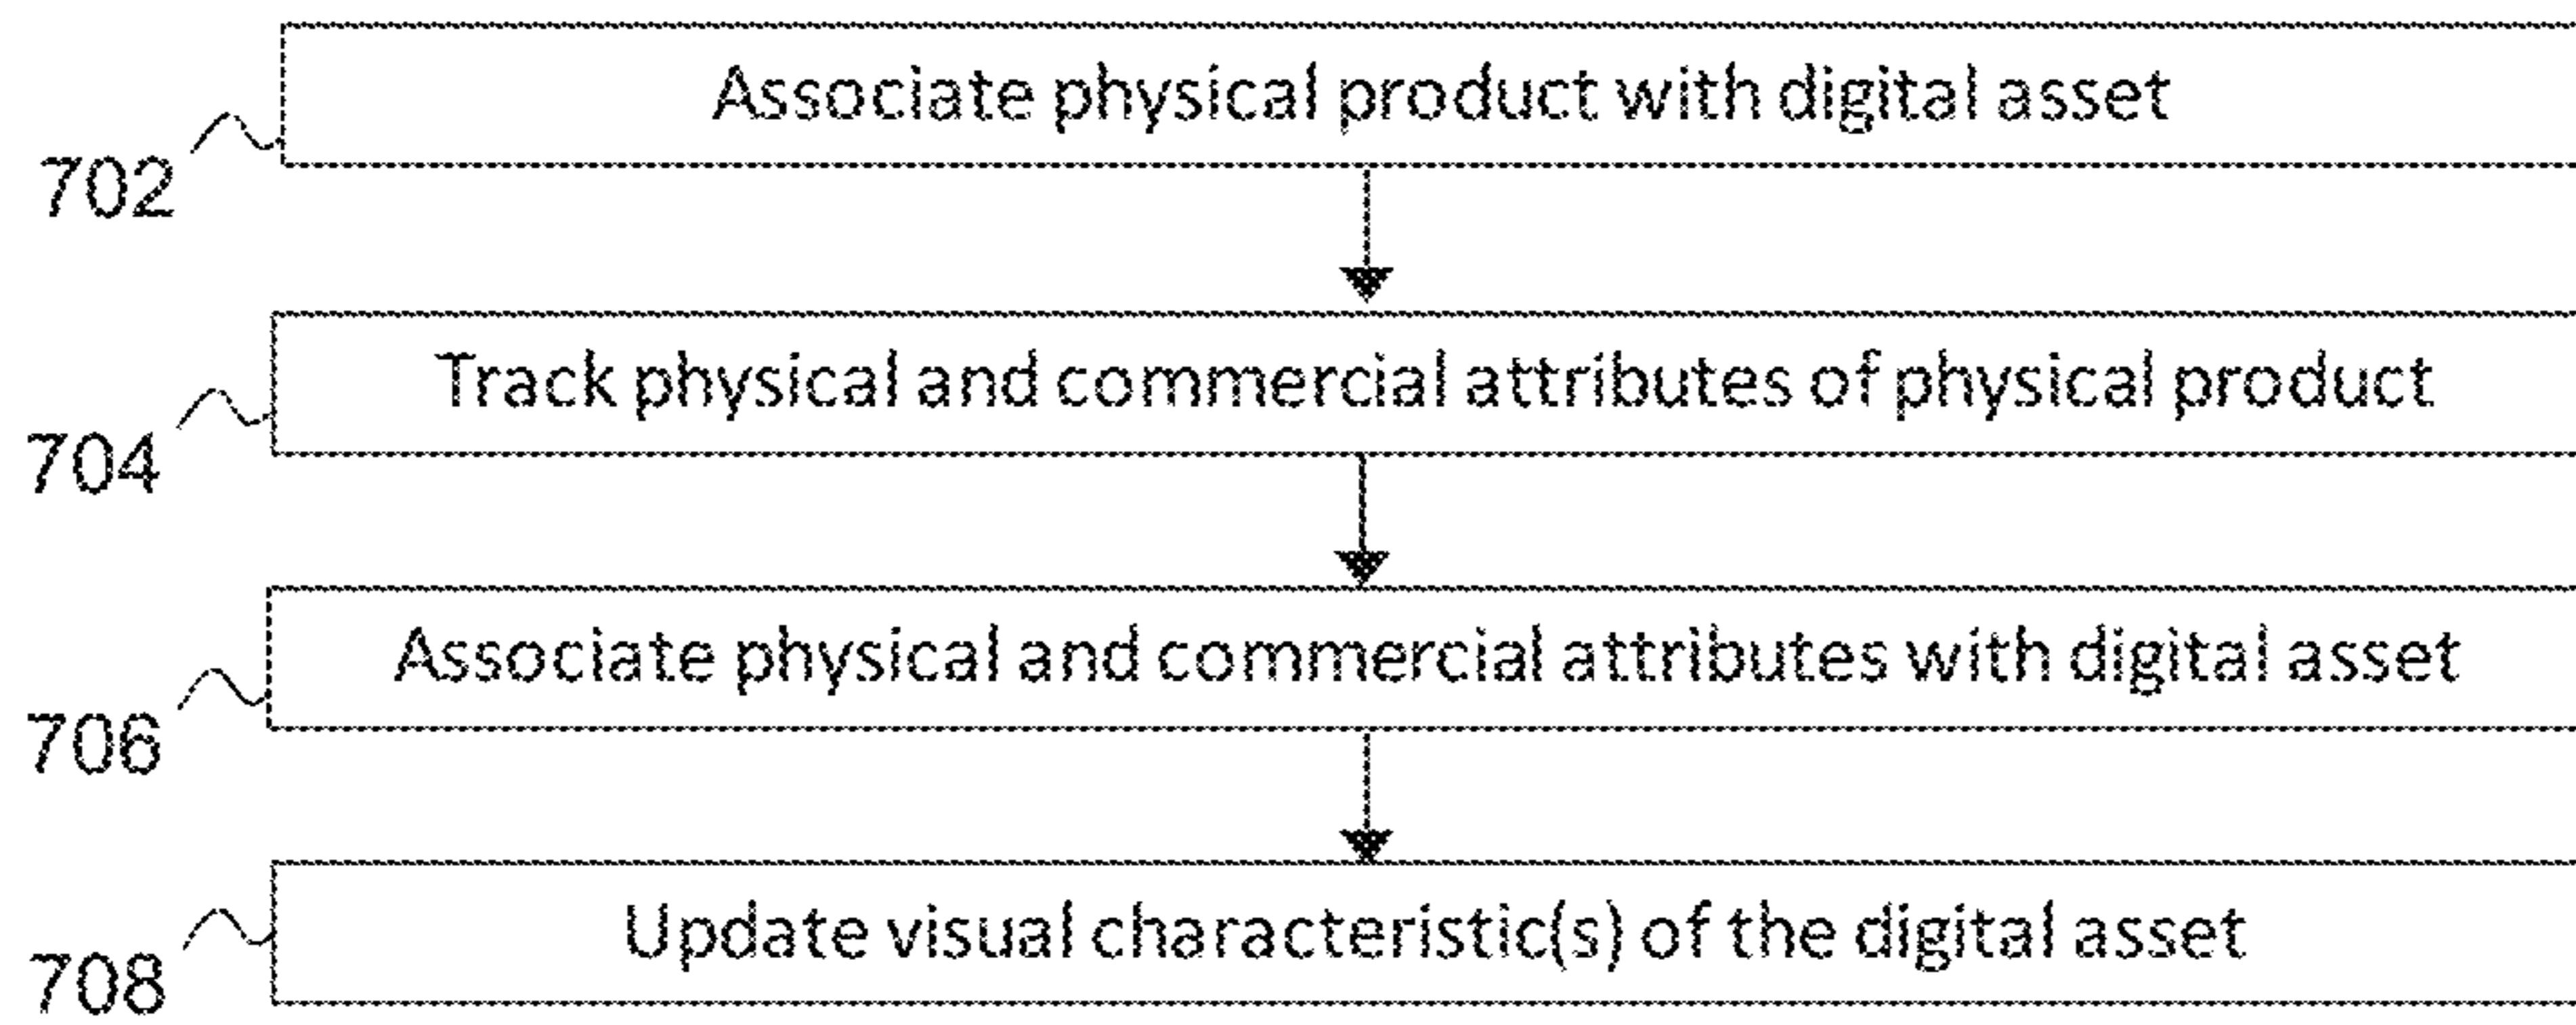 Associate physical product with digital asset
702
Track physical and commercial attributes of physical product
704
Associate physical and commercial attributes with digital asset
706
Update visual characteristic(s) of the digital asset
708